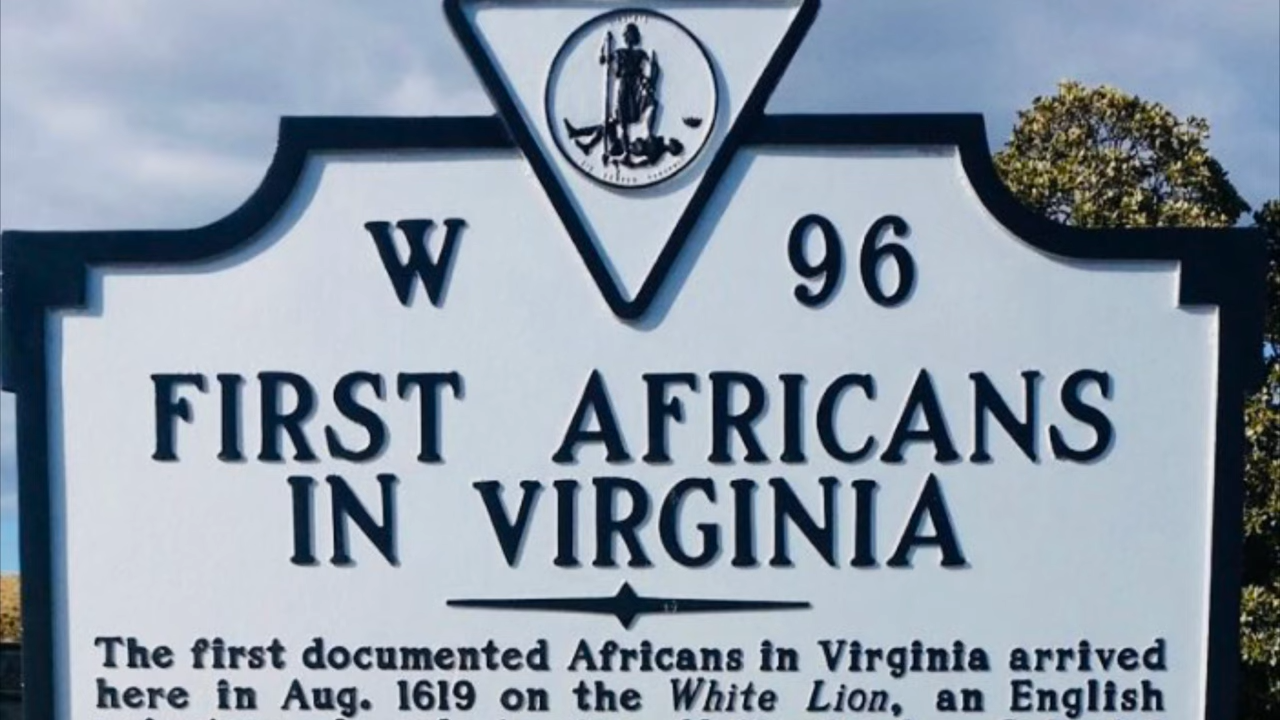 W 96
FIRST AFRICANS
IN VIRGINIA
The first documented Africans in Virginia arrived
here in Aug. 1619 on the White Lion, an English